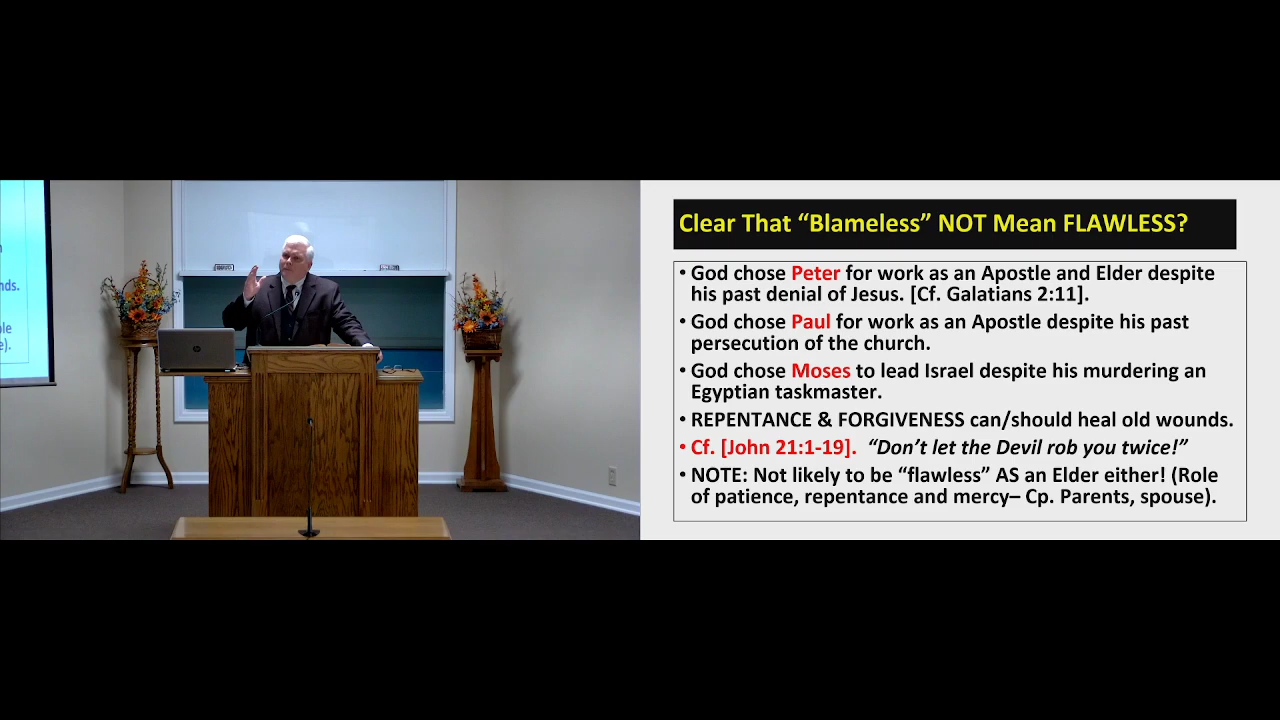 nds.
ple
e).
hp
Clear That “Blameless” NOT Mean FLAWLESS?
• God chose Peter for work as an Apostle and Elder despite
his past denial of Jesus. [Cf. Galatians 2:11].
• God chose Paul for work as an Apostle despite his past
persecution of the church.
• God chose Moses to lead Israel despite his murdering an
Egyptian taskmaster.
• REPENTANCE & FORGIVENESS can/should heal old wounds.
• Cf. [John 21:1-19]. “Don’t let the Devil rob you twice!”
• NOTE: Not likely to be “flawless” AS an Elder either! (Role
of patience, repentance and mercy– Cp. Parents, spouse).